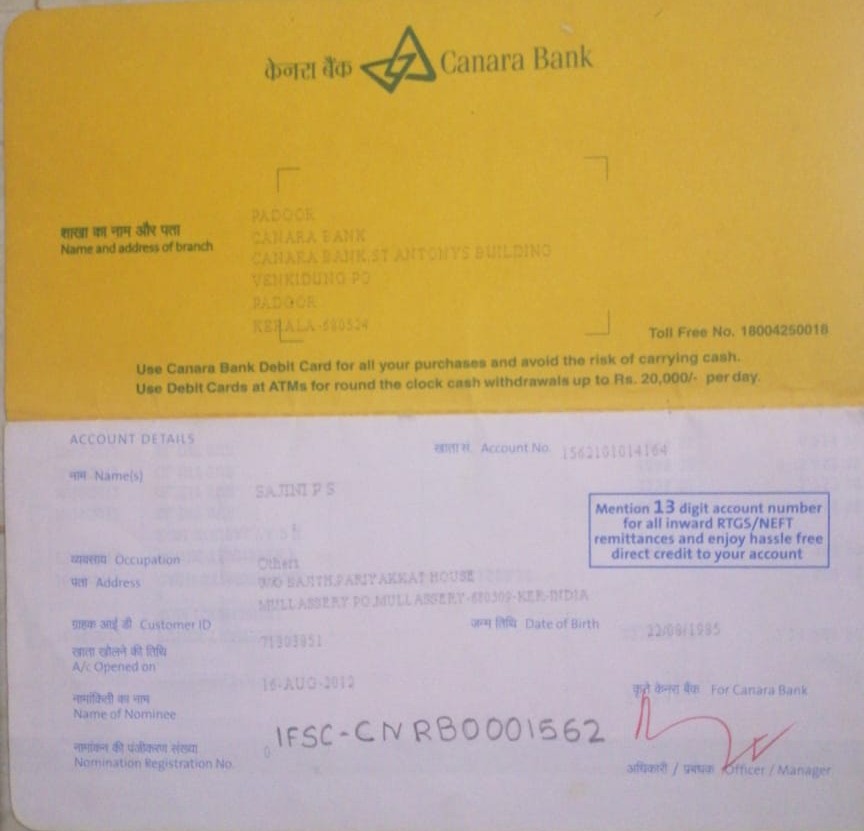 केनरा बैंक Canara Bank
शाखा का नाम और पता
Name and address of branch
PADOOR
CANARA BANK
CANARA BANK,ST ANTONYS BUILDING
VENKIDUNG PO
PADOOR
KERALA-680524
Toll Free No. 18004250018
Use Canara Bank Debit Card for all your purchases and avoid the risk of carrying cash.
Use Debit Cards at ATMs for round the clock cash withdrawals up to Rs. 20,000/- per day.
ACCOUNT DETAILS
खाता सं. Account No. 1562101014164
नाम Name(s)
SAJINI P S
Mention 13 digit account number
for all inward RTGS/NEFT
remittances and enjoy hassle free
direct credit to your account
व्यवसाय Occupation Others
पता Address HOUSE
MULLASSERY PO,MULLASSERY-680509-KER-INDIA
ग्राहक आई डी Customer ID 71303851
जन्म तिथि Date of Birth 22/08/1985
खाता खोलने की तिथि
A/c Opened on 16-AUG-2012
नामांकिती का नाम
Name of Nominee
कृते केनरा बैंक For Canara Bank
IFSC-CNRB0001562
नामांकन की पंजीकरण संख्या
Nomination Registration No.
अधिकारी / प्रबंधक Officer / Manager